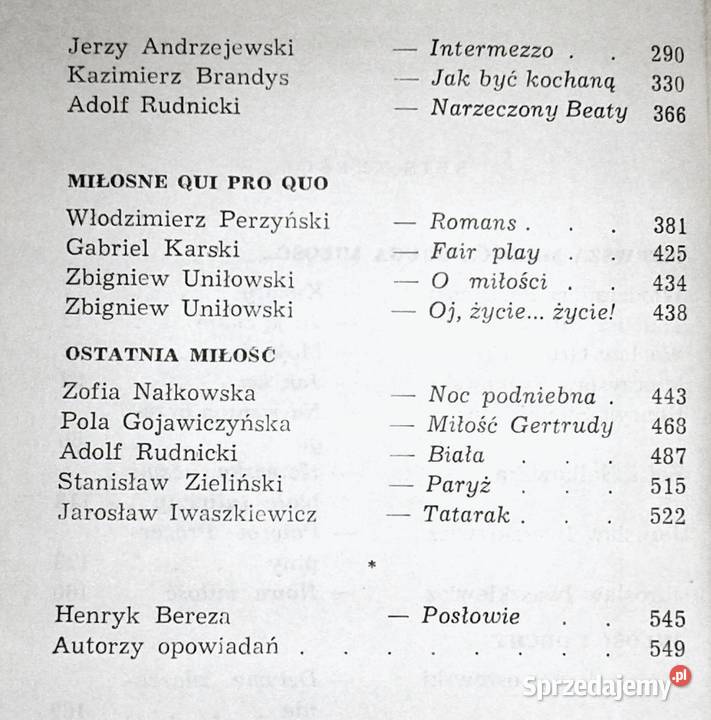 Jerzy Andrzejewski — Intermezzo . . 290
Kazimierz Brandys — Jak być kochaną 330
Adolf Rudnicki — Narzeczony Beaty 366
MIŁOSNE QUI PRO QUO
Włodzimierz Perzyński — Romans . . . 381
Gabriel Karski — Fair play . . 425
Zbigniew Uniłowski — O miłości . . 434
Zbigniew Uniłowski — Oj, życie... życie! 438
OSTATNIA MIŁOŚĆ
Zofia Nałkowska — Noc podniebna . 443
Pola Gojawiczyńska — Miłość Gertrudy 468
Adolf Rudnicki — Biała . . . 487
Stanisław Zieliński — Paryż . . . 515
Jarosław Iwaszkiewicz — Tatarak . . . 522
*
Henryk Bereza — Posłowie . . 545
Autorzy opowiadań . . . . . . . . 549
Sprzedajemy.pl